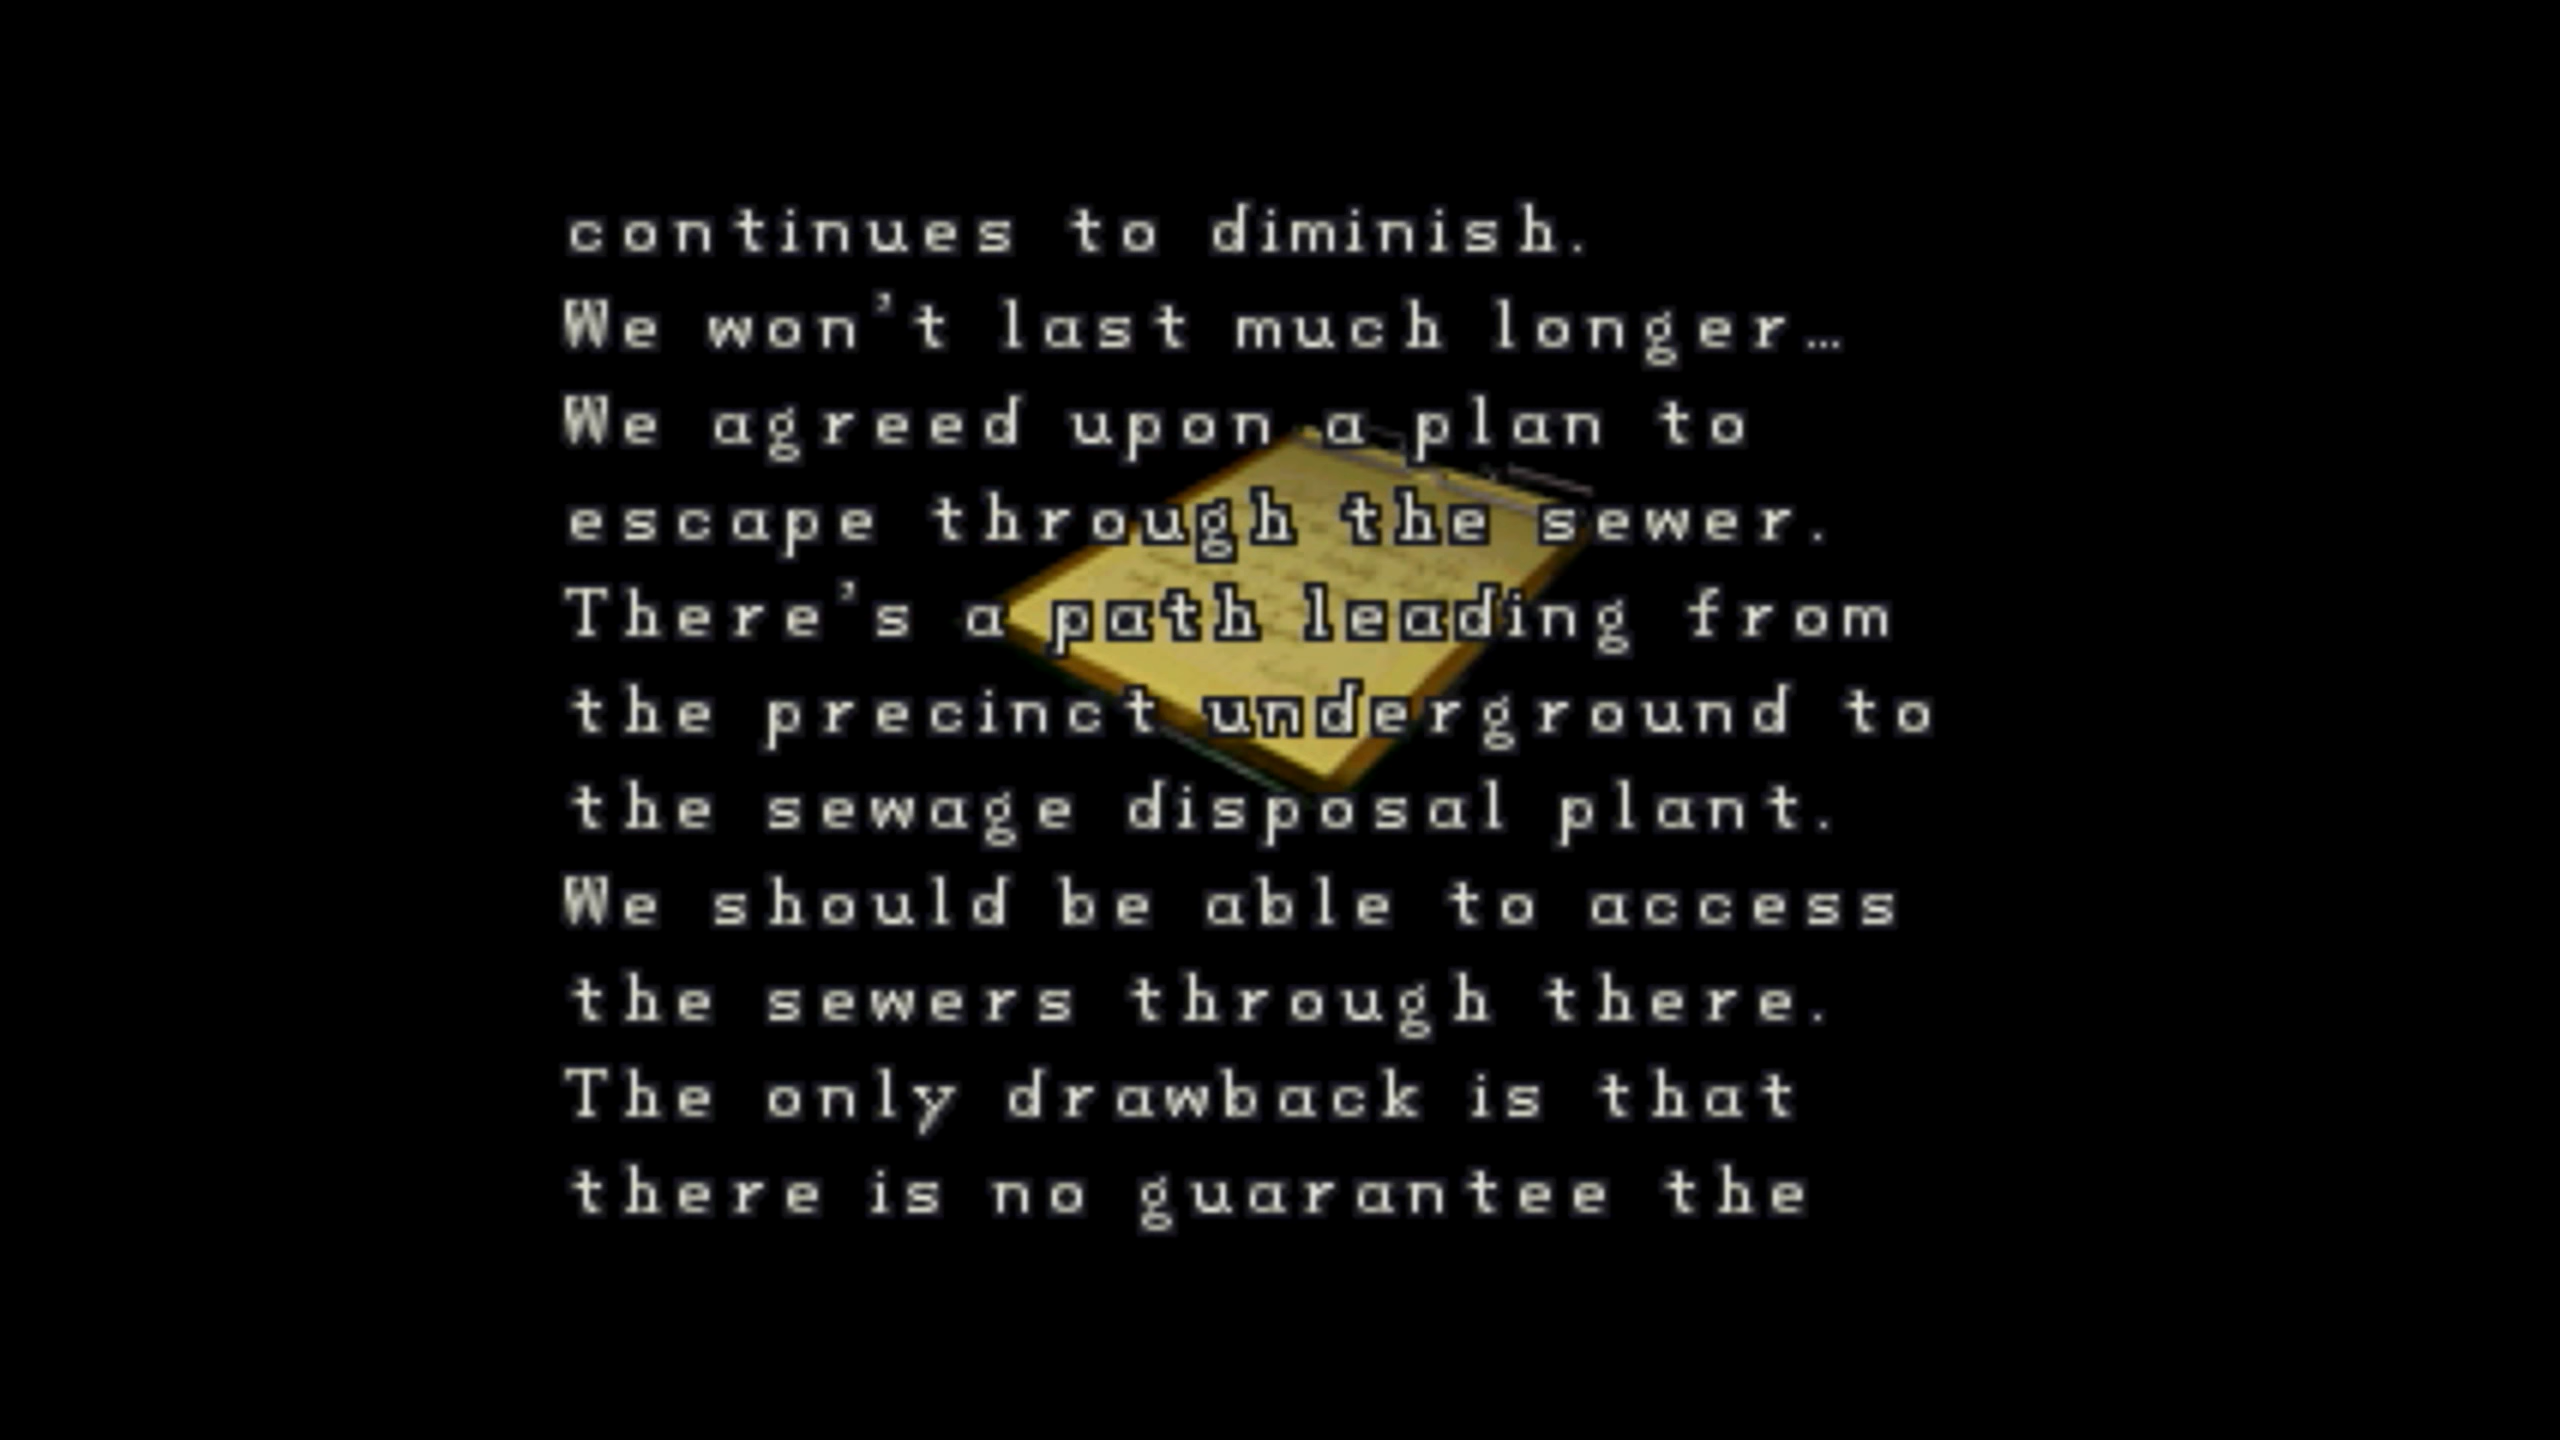 continues to diminish.
We won't last much longer…
We agreed upon a plan to
escape through the sewer.
There's a path leading from
the precinct underground to
the sewage disposal plant.
We should be able to access
the sewers through there.
The only drawback is that
there is no guarantee the